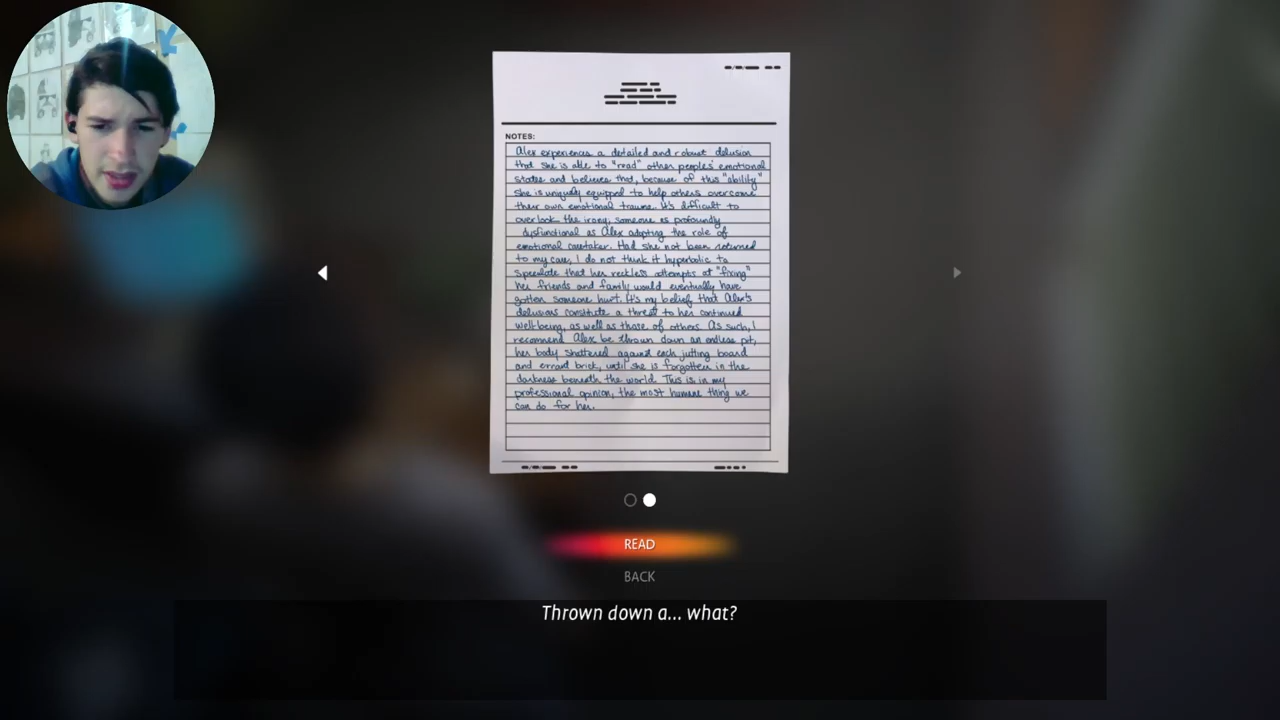 NOTES:
Alex experiences a detailed and robust delusion
that she is able to "read" other peoples' emotional
states and believes that, because of this "ability"
she is uniquely equipped to help others overcome
their own emotional trauma. It's difficult to
overlook the irony; someone as profoundly
dysfunctional as Alex adopting the role of
emotional caretaker. Had she not been returned
to my care, I do not think it hyperbolic to
speculate that her reckless attempts at "fixing"
her friends and family would eventually have
gotten someone hurt. It's my belief that Alex's
delusions constitute a threat to her continued
well-being, as well as those of others. As such, I
recommend Alex be thrown down an endless pit,
her body shattered against each jutting board
and errant brick, until she is forgotten in the
darkness beneath the world. This is, in my
professional opinion, the most humane thing we
can do for her.
READ
BACK
Thrown down a... what?